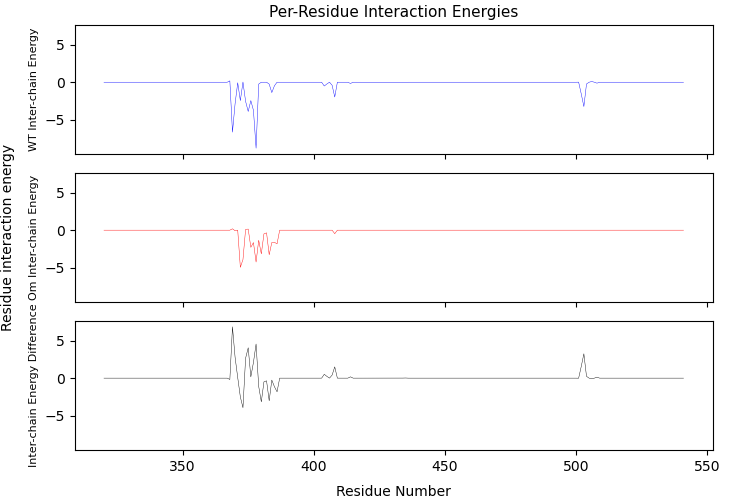 Per-Residue Interaction Energies
Residue interaction energy
WT Inter-chain Energy
5
0
−5
Om Inter-chain Energy
5
0
−5
Inter-chain Energy Difference
5
0
−5
350
400
450
500
550
Residue Number